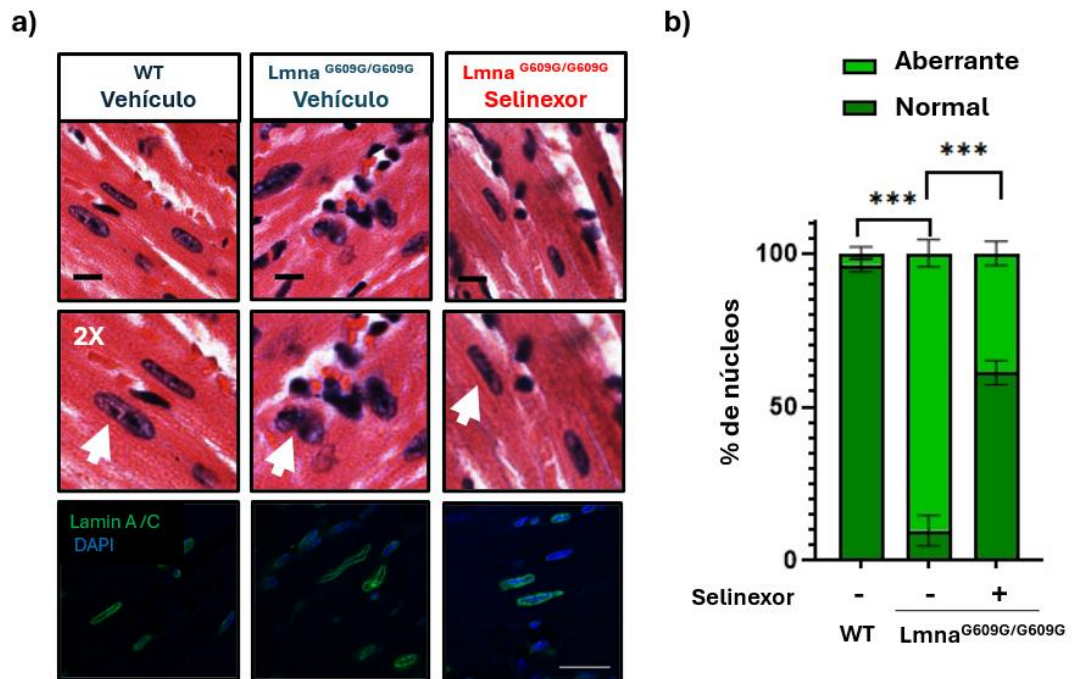 a)
WT
Vehículo
Lmna G609G/G609G
Vehículo
Lmna G609G/G609G
Selinexor
2X
Lamin A/C
DAPI
b)
Aberrante
Normal
***
***
100
50
0
% de núcleos
Selinexor - - +
WT Lmna G609G/G609G